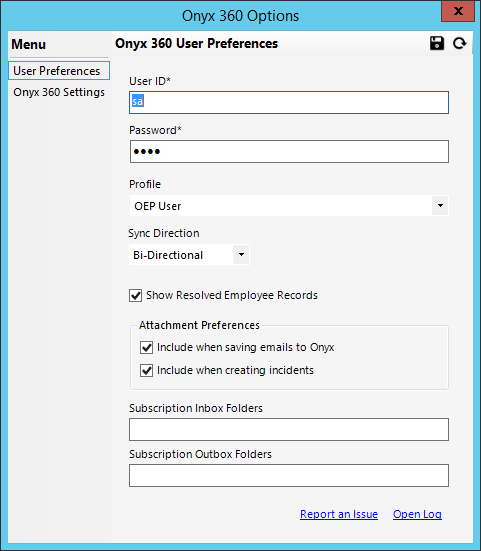 Onyx 360 Options
x
Menu
Onyx 360 User Preferences
User Preferences
Onyx 360 Settings
User ID*
sa
Password*
••••
Profile
OEP User
Sync Direction
Bi-Directional
Show Resolved Employee Records
Attachment Preferences
Include when saving emails to Onyx
Include when creating incidents
Subscription Inbox Folders
Subscription Outbox Folders
Report an Issue Open Log